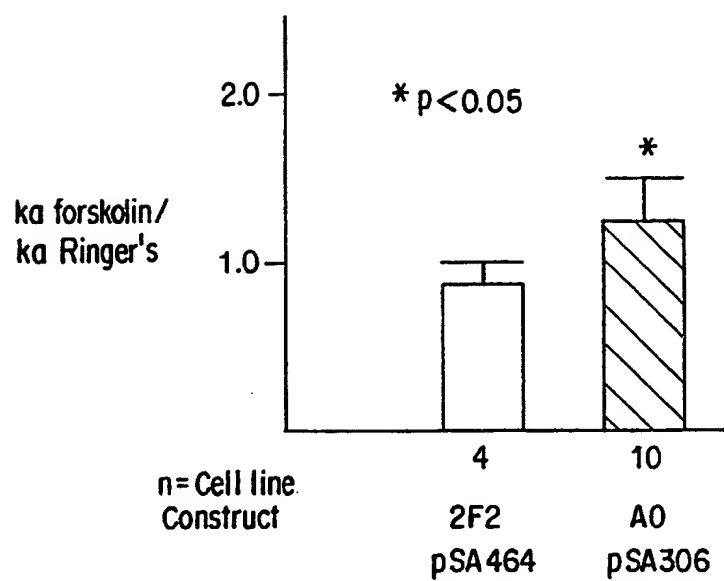 2.0
* p<0.05
*
ka forskolin/
ka Ringer's
1.0
4 10
n=Cell line
Construct 2F2 A0
pSA464 pSA306